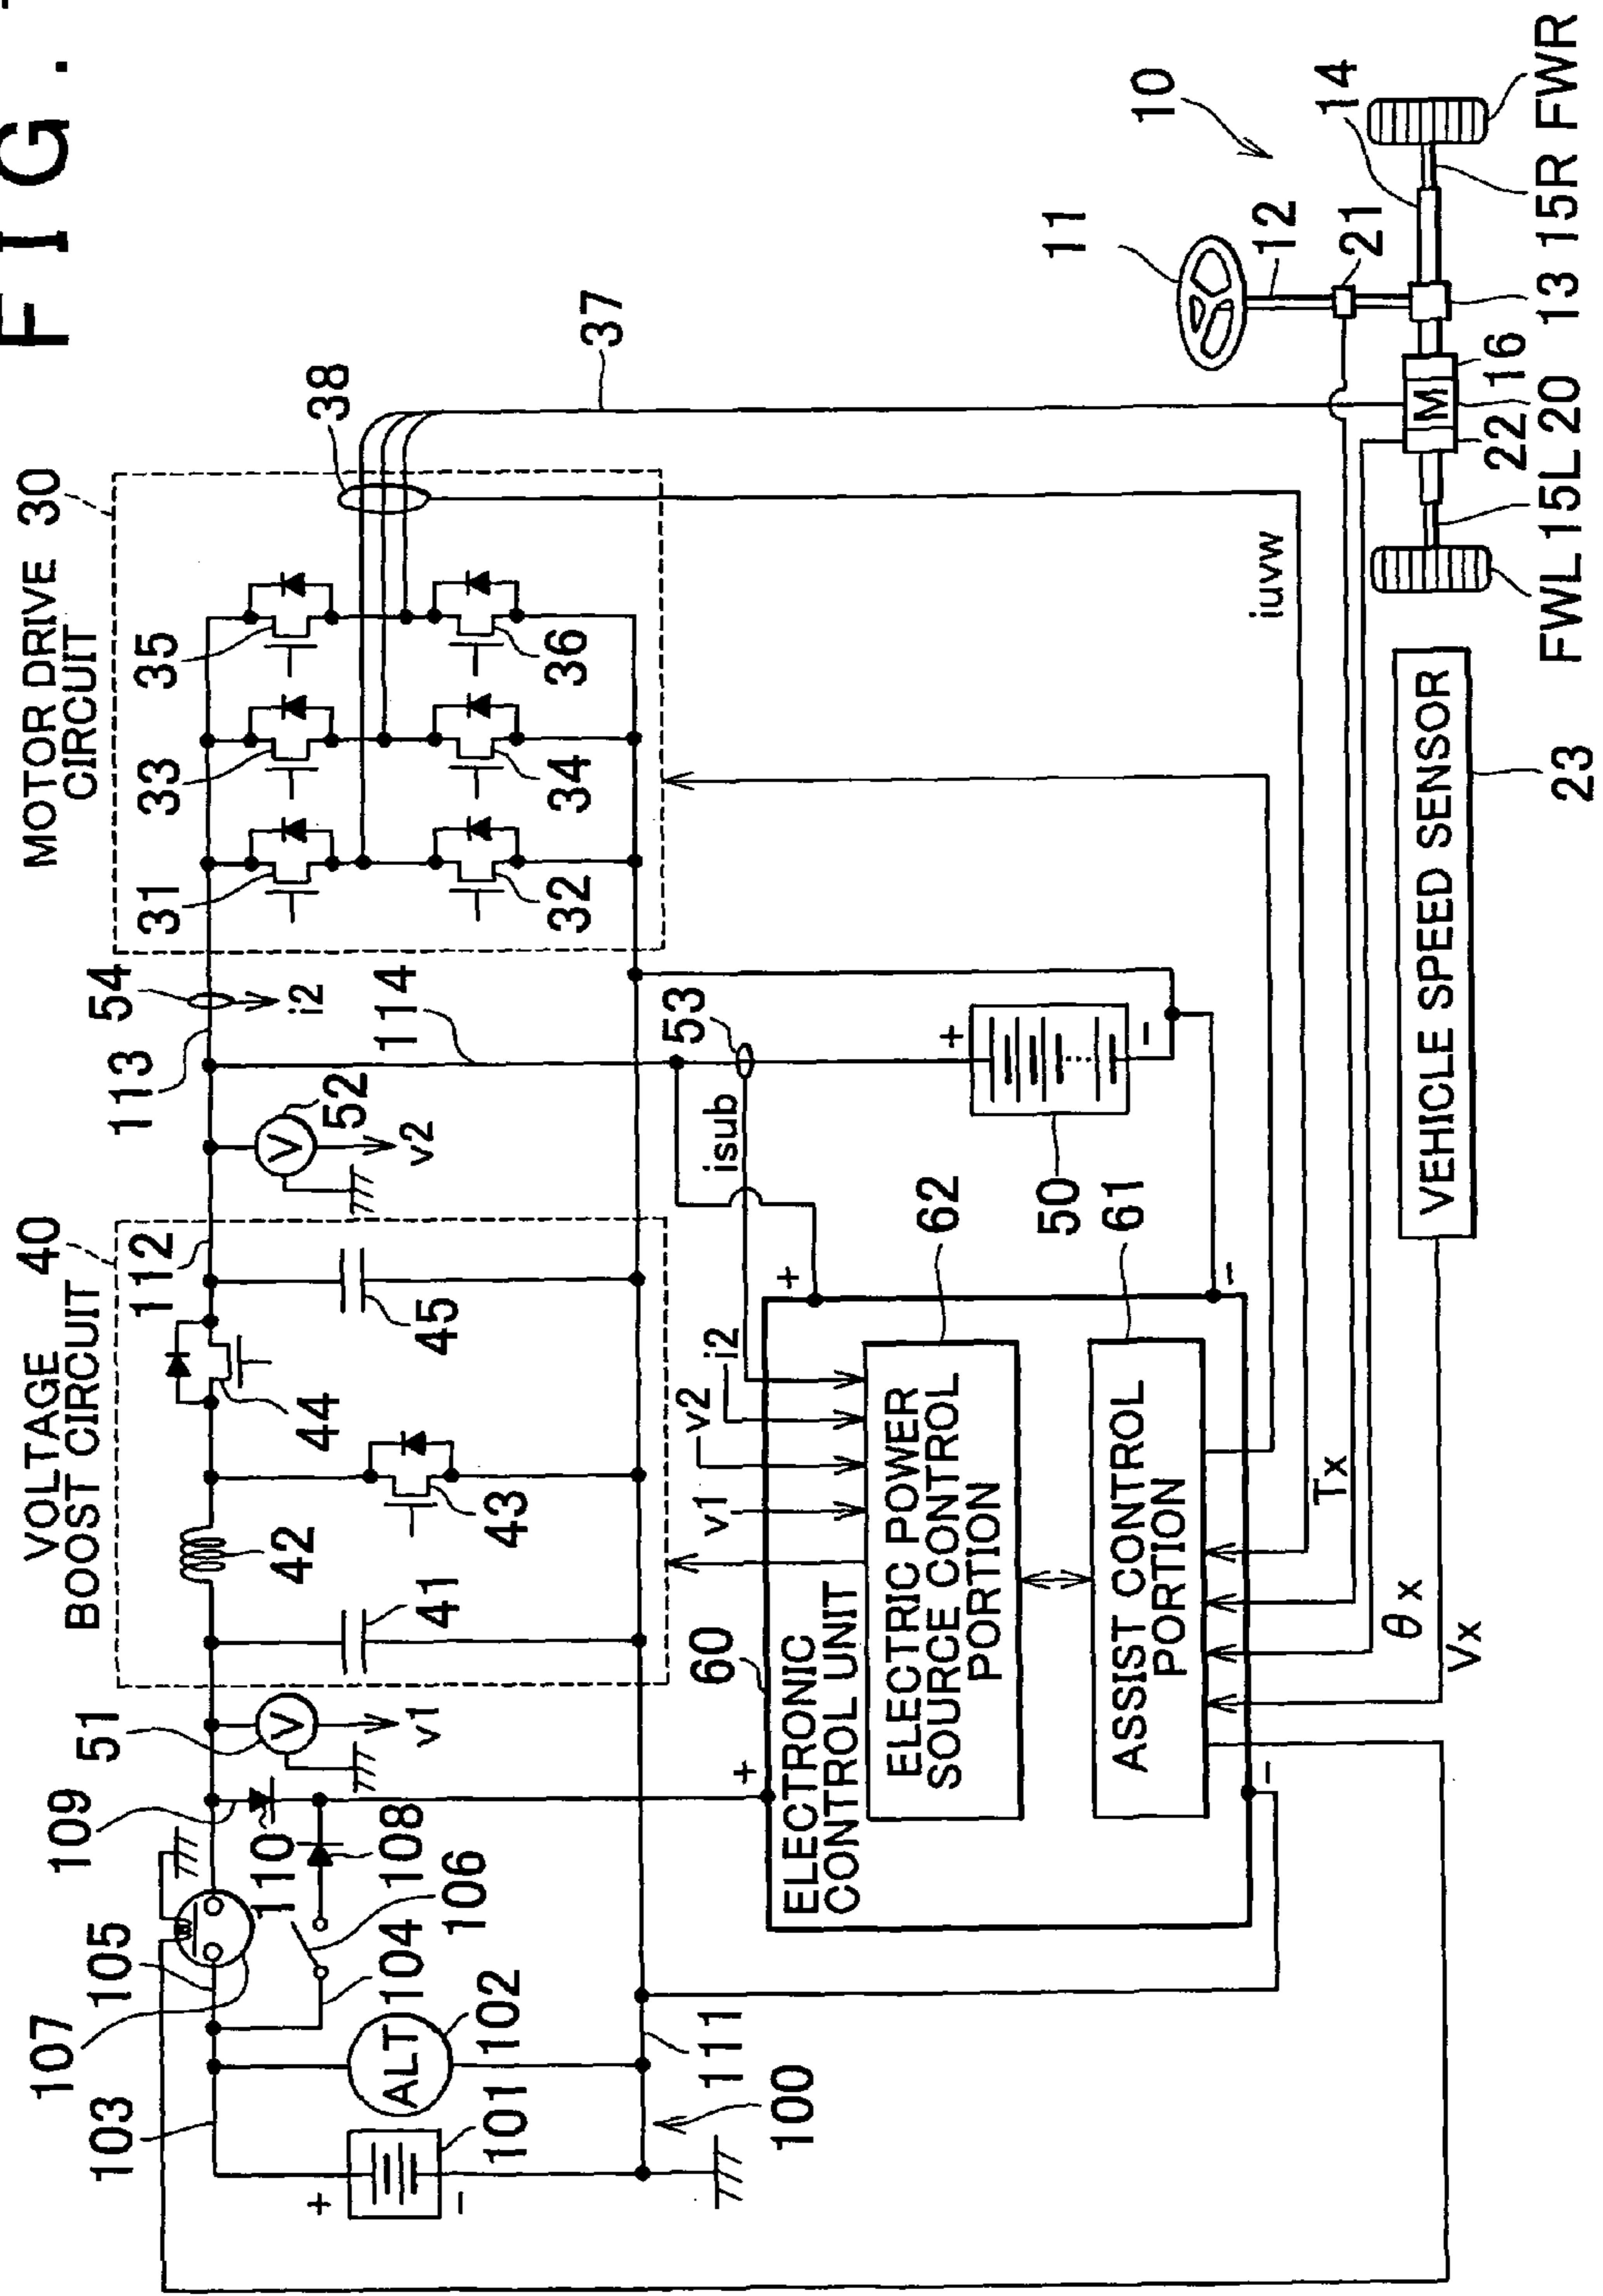 FIG.
VOLTAGE
BOOST CIRCUIT
40
MOTOR DRIVE
CIRCUIT
30
107
103
105
109
51
42
44
112
113
54
31
33
35
38
37
41
43
45
52
114
32
34
36
i2
v1
v2
V
V
110
108
106
104
102
ALT
101
+
−
111
100
53
isub
+
−
50
60
ELECTRONIC
CONTROL UNIT
+
−
+
−
v1
v2
i2
62
ELECTRIC POWER
SOURCE CONTROL
PORTION
61
ASSIST CONTROL
PORTION
iuvw
Tx
θx
Vx
VEHICLE SPEED SENSOR
23
10
11
12
21
14
M
22
16
FWL
15L
20
13
15R
FWR